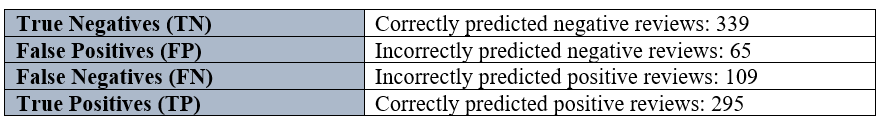 True Negatives (TN) Correctly predicted negative reviews: 339
False Positives (FP) Incorrectly predicted negative reviews: 65
False Negatives (FN) Incorrectly predicted positive reviews: 109
True Positives (TP) Correctly predicted positive reviews: 295